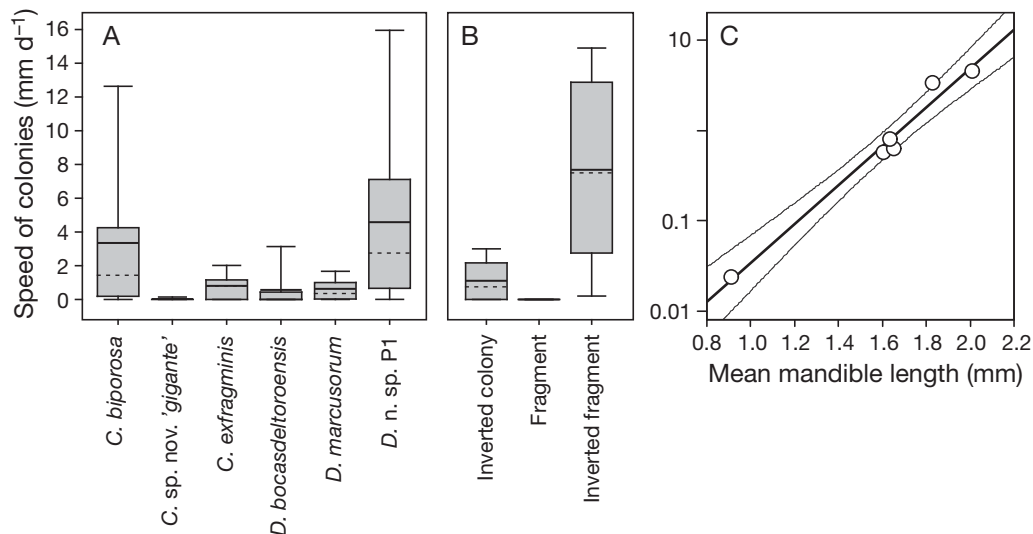 A
B
C
Speed of colonies (mm d⁻¹)
16
14
12
10
8
6
4
2
0
C. biporosa
C. sp. nov. 'gigante'
C. exfragminis
D. bocasdeltoroensis
D. marcusorum
D. n. sp. P1
Inverted colony
Fragment
Inverted fragment
10
0.1
0.01
0.8 1.0 1.2 1.4 1.6 1.8 2.0 2.2
Mean mandible length (mm)